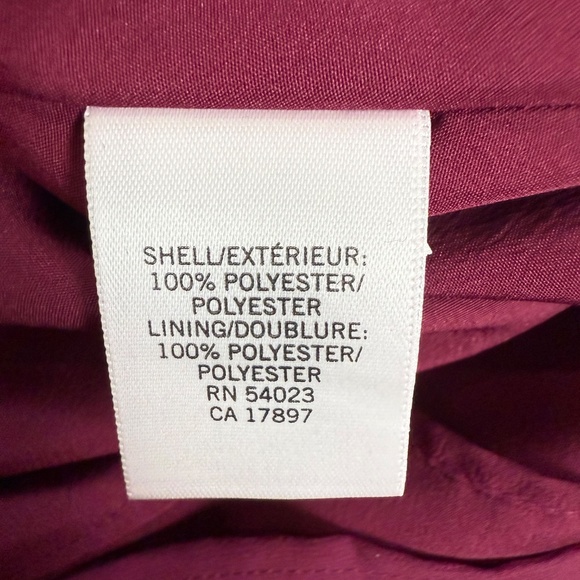 SHELL/EXTÉRIEUR:
100% POLYESTER/
POLYESTER
LINING/DOUBLURE:
100% POLYESTER/
POLYESTER
RN 54023
CA 17897